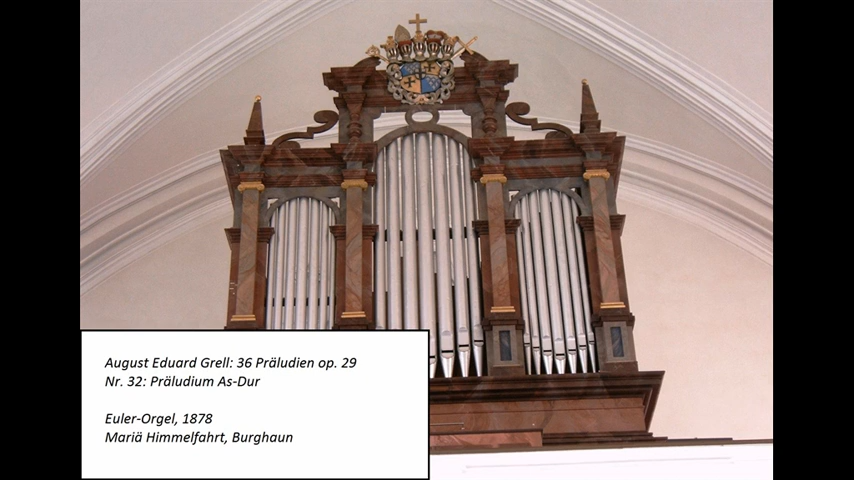 August Eduard Grell: 36 Präludien op. 29
Nr. 32: Präludium As-Dur
Euler-Orgel, 1878
Mariä Himmelfahrt, Burghaun